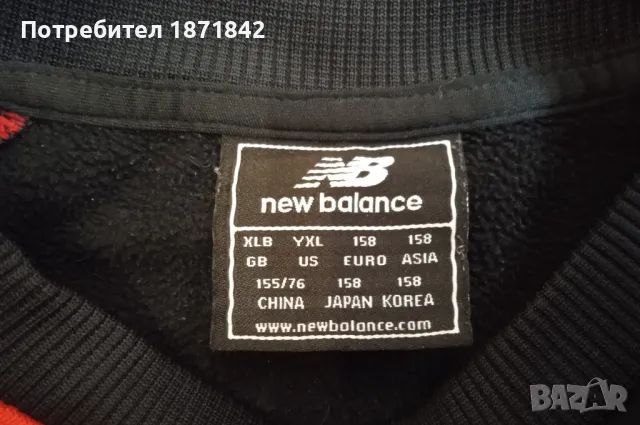 Потребител 1871842
NB
new balance
XLB YXL 158 158
GB US EURO ASIA
155/76 158 158
CHINA JAPAN KOREA
www.newbalance.com
BAZAR